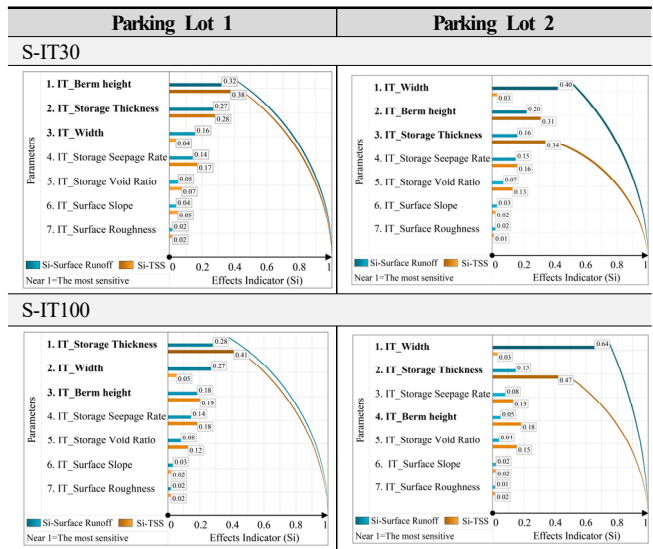 Parking Lot 1
Parking Lot 2
S-IT30
Parameters
1. IT_Berm height
0.32
0.38
2. IT_Storage Thickness
0.27
0.28
3. IT_Width
0.16
0.04
4. IT_Storage Seepage Rate
0.14
0.17
5. IT_Storage Void Ratio
0.05
0.07
6. IT_Surface Slope
0.04
0.05
7. IT_Surface Roughness
0.02
0.02
Si-Surface Runoff Si-TSS
0 0.2 0.4 0.6 0.8 1
Near 1=The most sensitive
Effects Indicator (Si)
Parameters
1. IT_Width
0.40
0.03
2. IT_Berm height
0.20
0.31
3. IT_Storage Thickness
0.16
0.34
4. IT_Storage Seepage Rate
0.15
0.16
5. IT_Storage Void Ratio
0.07
0.13
6. IT_Surface Slope
0.03
0.02
7. IT_Surface Roughness
0.02
0.01
Si-Surface Runoff Si-TSS
0 0.2 0.4 0.6 0.8 1
Near 1=The most sensitive
Effects Indicator (Si)
S-IT100
Parameters
1. IT_Storage Thickness
0.28
0.41
2. IT_Width
0.27
0.05
3. IT_Berm height
0.18
0.19
4. IT_Storage Seepage Rate
0.14
0.18
5. IT_Storage Void Ratio
0.08
0.12
6. IT_Surface Slope
0.03
0.02
7. IT_Surface Roughness
0.02
0.02
Si-Surface Runoff Si-TSS
0 0.2 0.4 0.6 0.8 1
Near 1=The most sensitive
Effects Indicator (Si)
Parameters
1. IT_Width
0.64
0.03
2. IT_Storage Thickness
0.47
3. IT_Storage Seepage Rate
0.08
4. IT_Berm height
0.05
0.18
5. IT_Storage Void Ratio
0.04
0.15
6. IT_Surface Slope
0.02
0.02
7. IT_Surface Roughness
0.01
0.02
Si-Surface Runoff Si-TSS
0 0.2 0.4 0.6 0.8 1
Near 1=The most sensitive
Effects Indicator (Si)